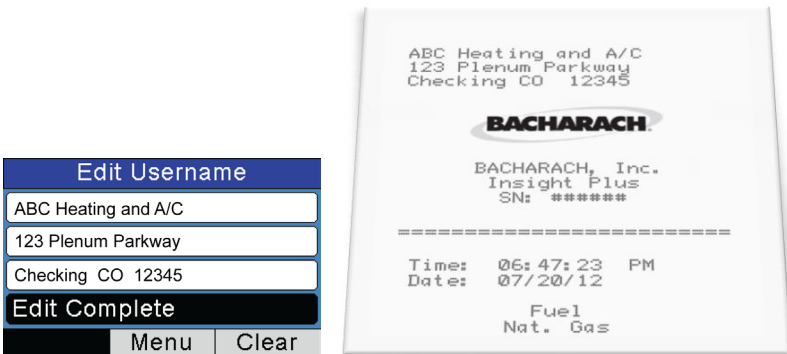 Edit Username
ABC Heating and A/C
123 Plenum Parkway
Checking CO 12345
Edit Complete
Menu Clear
ABC Heating and A/C
123 Plenum Parkway
Checking CO 12345
BACHARACH
BACHARACH, Inc.
Insight Plus
SN: ######
=========================
Time: 06:47:23 PM
Date: 07/20/12
Fuel
Nat. Gas